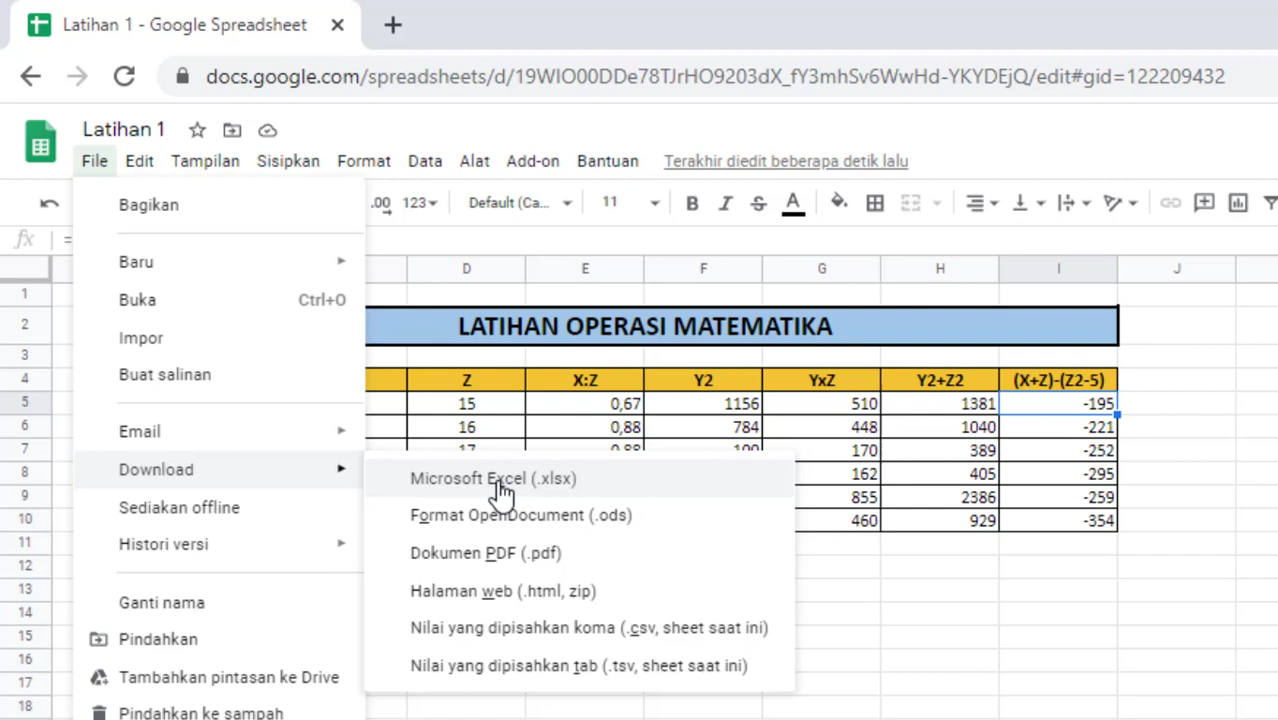 Latihan 1 - Google Spreadsheet
docs.google.com/spreadsheets/d/19WIO00DDe78TJrHO9203dX_fY3mhSv6WwHd-YKYDEjQ/edit#gid=122209432
Latihan 1
File Edit Tampilan Sisipkan Format Data Alat Add-on Bantuan Terakhir diedit beberapa detik lalu
.00 123 Default (Ca... 11 B I S A
fx =
D E F G H I J
1
2 LATIHAN OPERASI MATEMATIKA
3
4 Z X:Z Y2 YxZ Y2+Z2 (X+Z)-(Z2-5)
5 15 0,67 1156 510 1381 -195
6 16 0,88 784 448 1040 -221
7 170 389 -252
8 162 405 -295
9 855 2386 -259
10 460 929 -354
11
12
13
14
15
16
17
18
Bagikan
Baru
Buka Ctrl+O
Impor
Buat salinan
Email
Download
Sediakan offline
Histori versi
Ganti nama
Pindahkan
Tambahkan pintasan ke Drive
Pindahkan ke sampah
Microsoft Excel (.xlsx)
Format OpenDocument (.ods)
Dokumen PDF (.pdf)
Halaman web (.html, zip)
Nilai yang dipisahkan koma (.csv, sheet saat ini)
Nilai yang dipisahkan tab (.tsv, sheet saat ini)